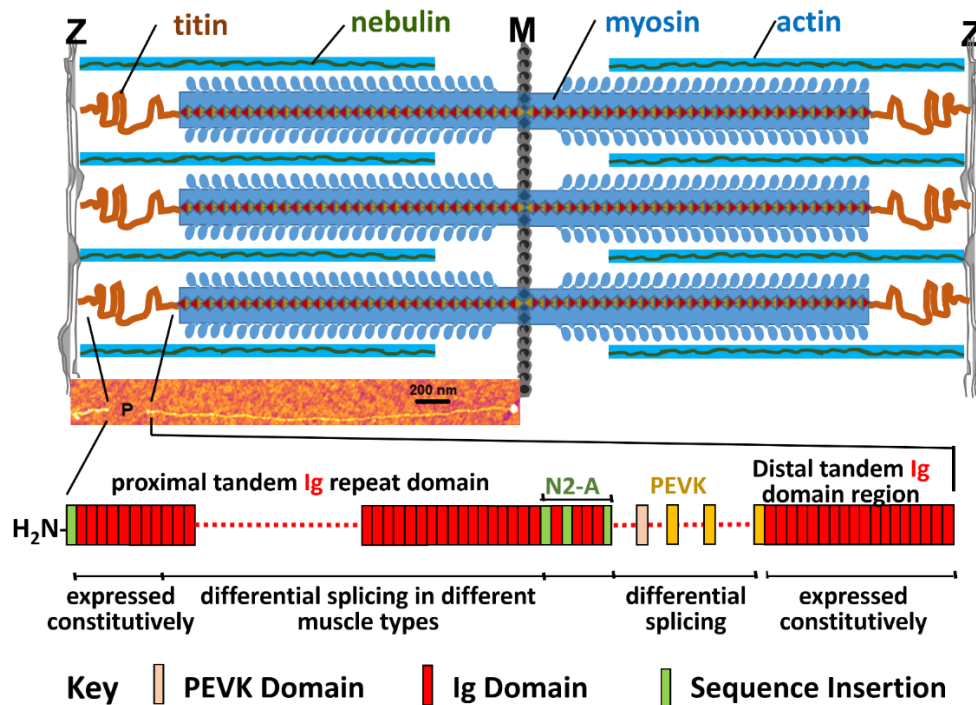 Z titin nebulin M myosin actin Z
200 nm
P
proximal tandem Ig repeat domain
N2-A
PEVK
Distal tandem Ig
domain region
H₂N-
expressed
constitutively
differential splicing in different
muscle types
differential
splicing
expressed
constitutively
Key PEVK Domain Ig Domain Sequence Insertion